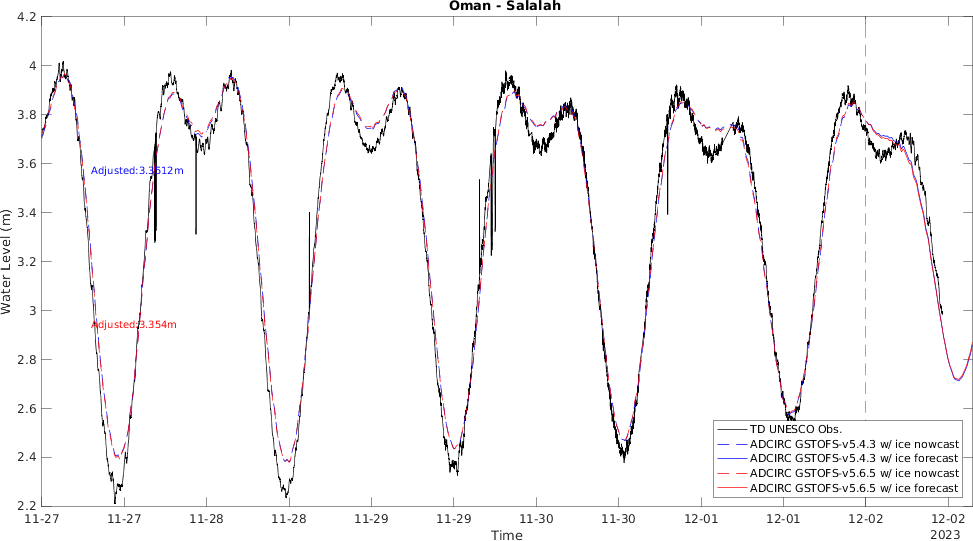 Oman - Salalah
4.2
4
3.8
3.6
3.4
3.2
3
2.8
2.6
2.4
2.2
Water Level (m)
Adjusted:3.3512m
Adjusted:3.354m
TD UNESCO Obs.
ADCIRC GSTOFS-v5.4.3 w/ ice nowcast
ADCIRC GSTOFS-v5.4.3 w/ ice forecast
ADCIRC GSTOFS-v5.6.5 w/ ice nowcast
ADCIRC GSTOFS-v5.6.5 w/ ice forecast
11-27 11-27 11-28 11-28 11-29 11-29 11-30 11-30 12-01 12-01 12-02 12-02
Time
2023